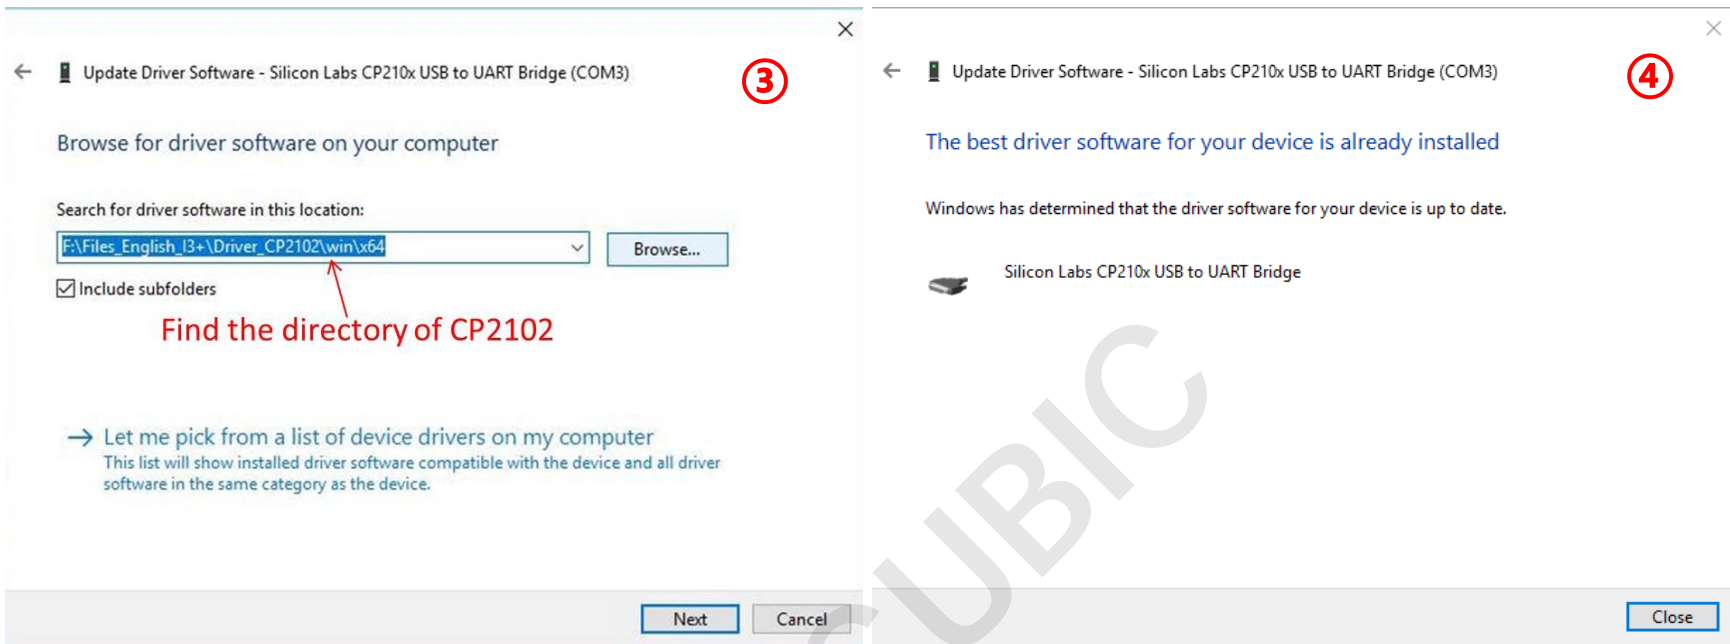 Update Driver Software - Silicon Labs CP210x USB to UART Bridge (COM3)
③
Browse for driver software on your computer
Search for driver software in this location:
F:\Files_English_I3+\Driver_CP2102\win\x64
Browse...
Include subfolders
Find the directory of CP2102
Let me pick from a list of device drivers on my computer
This list will show installed driver software compatible with the device and all driver
software in the same category as the device.
Next
Cancel
Update Driver Software - Silicon Labs CP210x USB to UART Bridge (COM3)
④
The best driver software for your device is already installed
Windows has determined that the driver software for your device is up to date.
Silicon Labs CP210x USB to UART Bridge
Close
CUBIC